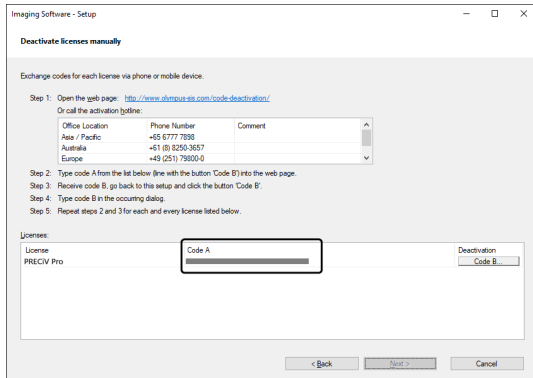 Imaging Software - Setup
Deactivate licenses manually
Exchange codes for each license via phone or mobile device.
Step 1: Open the web page: http://www.olympus-sis.com/code-deactivation/
Or call the activation hotline:
Office Location Phone Number Comment
Asia / Pacific +65 6777 7898
Australia +61 (8) 8250-3657
Europe +49 (251) 79800-0
Step 2: Type code A from the list below (line with the button 'Code B') into the web page.
Step 3: Receive code B, go back to this setup and click the button 'Code B'.
Step 4: Type code B in the occurring dialog.
Step 5: Repeat steps 2 and 3 for each and every license listed below.
Licenses:
License Code A Deactivation
PRECiV Pro Code B...
< Back Next > Cancel